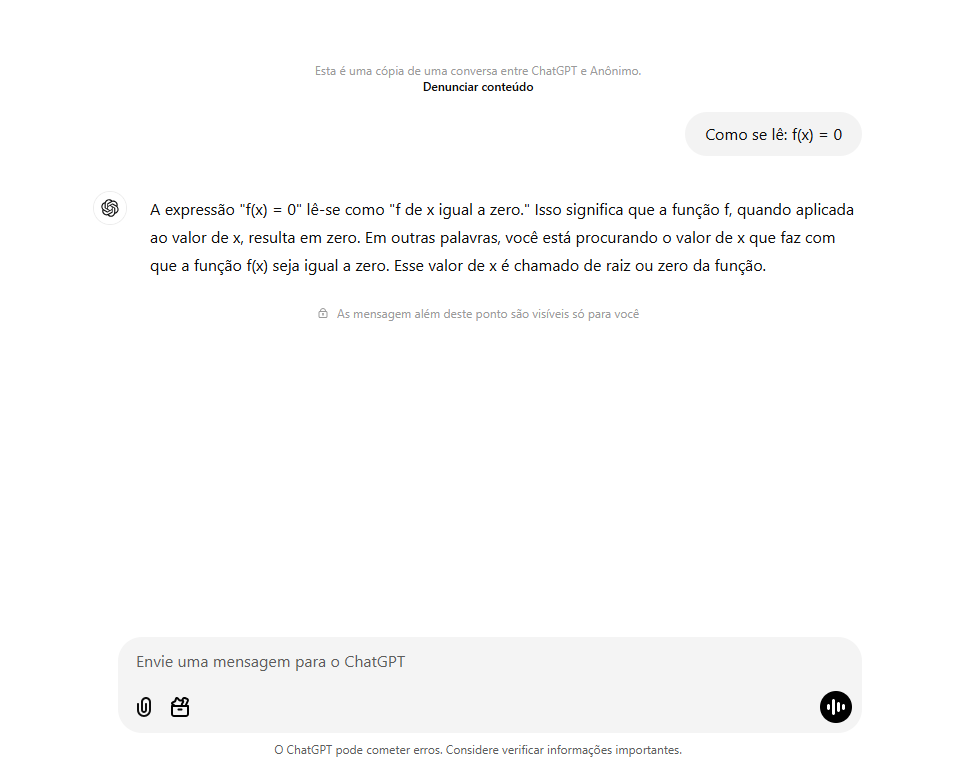 Esta é uma cópia de uma conversa entre ChatGPT e Anônimo.
Denunciar conteúdo
Como se lê: f(x) = 0
A expressão "f(x) = 0" lê-se como "f de x igual a zero." Isso significa que a função f, quando aplicada
ao valor de x, resulta em zero. Em outras palavras, você está procurando o valor de x que faz com
que a função f(x) seja igual a zero. Esse valor de x é chamado de raiz ou zero da função.
As mensagem além deste ponto são visíveis só para você
Envie uma mensagem para o ChatGPT
O ChatGPT pode cometer erros. Considere verificar informações importantes.